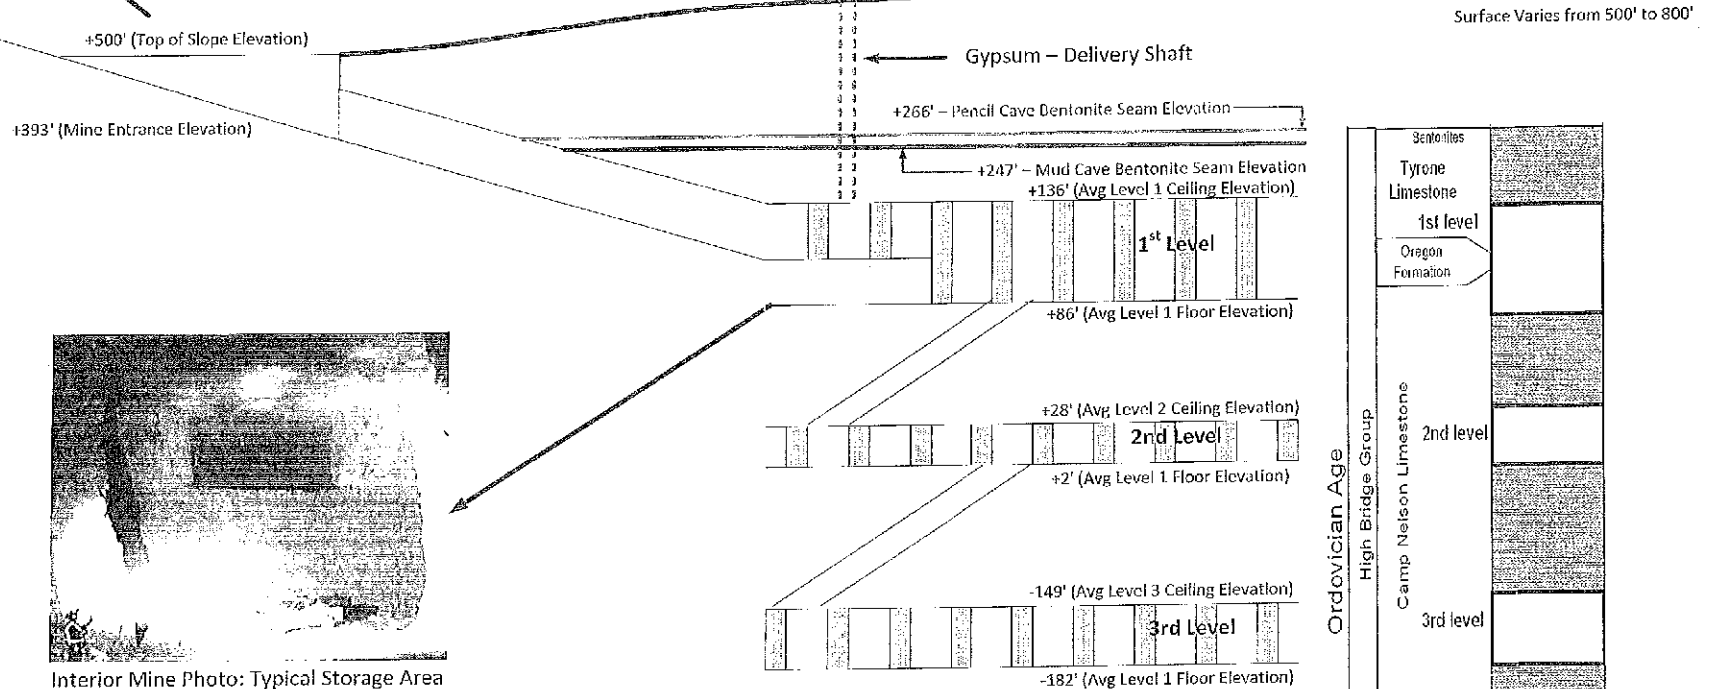 Surface Varies from 500' to 800'
+500' (Top of Slope Elevation)
Gypsum – Delivery Shaft
+266' – Pencil Cave Bentonite Seam Elevation
+393' (Mine Entrance Elevation)
+247' – Mud Cave Bentonite Seam Elevation
+136' (Avg Level 1 Ceiling Elevation)
1st Level
+86' (Avg Level 1 Floor Elevation)
+28' (Avg Level 2 Ceiling Elevation)
2nd Level
+2' (Avg Level 1 Floor Elevation)
-149' (Avg Level 3 Ceiling Elevation)
3rd Level
-182' (Avg Level 1 Floor Elevation)
Interior Mine Photo: Typical Storage Area
Ordovician Age
High Bridge Group
Camp Nelson Limestone
Bentonites
Tyrone
Limestone
1st level
Oregon
Formation
2nd level
3rd level